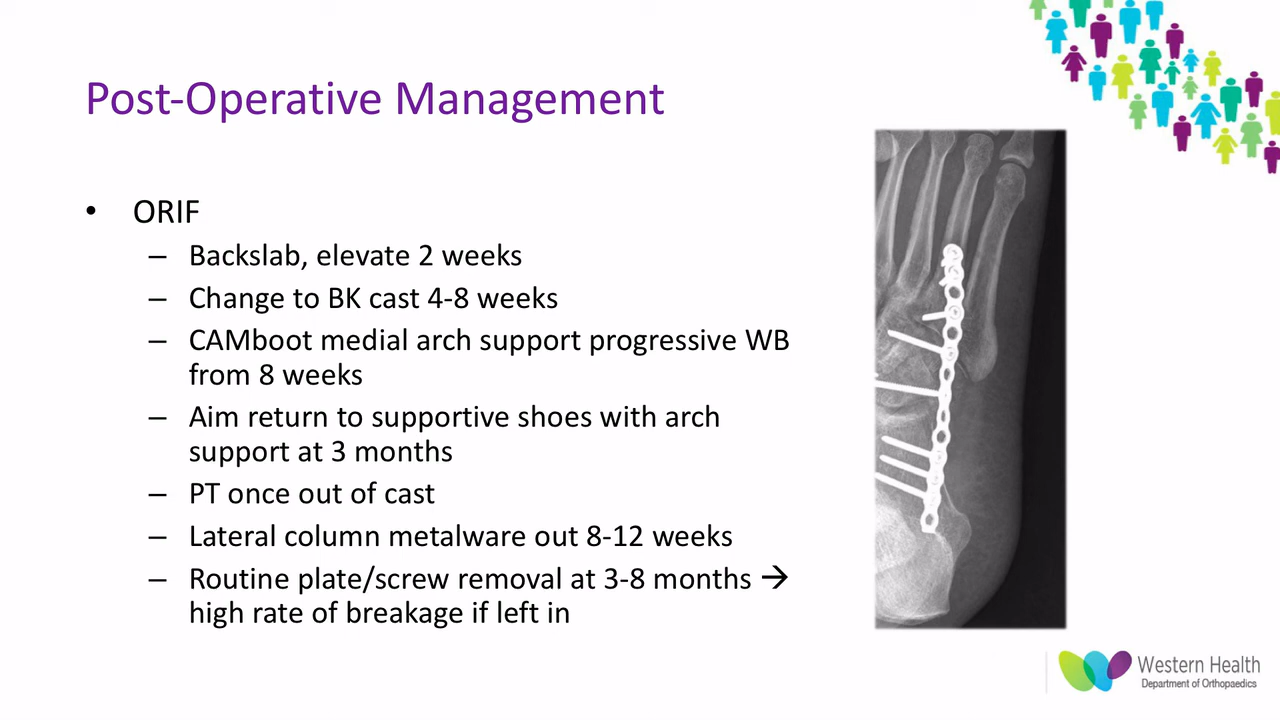 Post-Operative Management
• ORIF
– Backslab, elevate 2 weeks
– Change to BK cast 4-8 weeks
– CAMboot medial arch support progressive WB
from 8 weeks
– Aim return to supportive shoes with arch
support at 3 months
– PT once out of cast
– Lateral column metalware out 8-12 weeks
– Routine plate/screw removal at 3-8 months →
high rate of breakage if left in
Western Health
Department of Orthopaedics